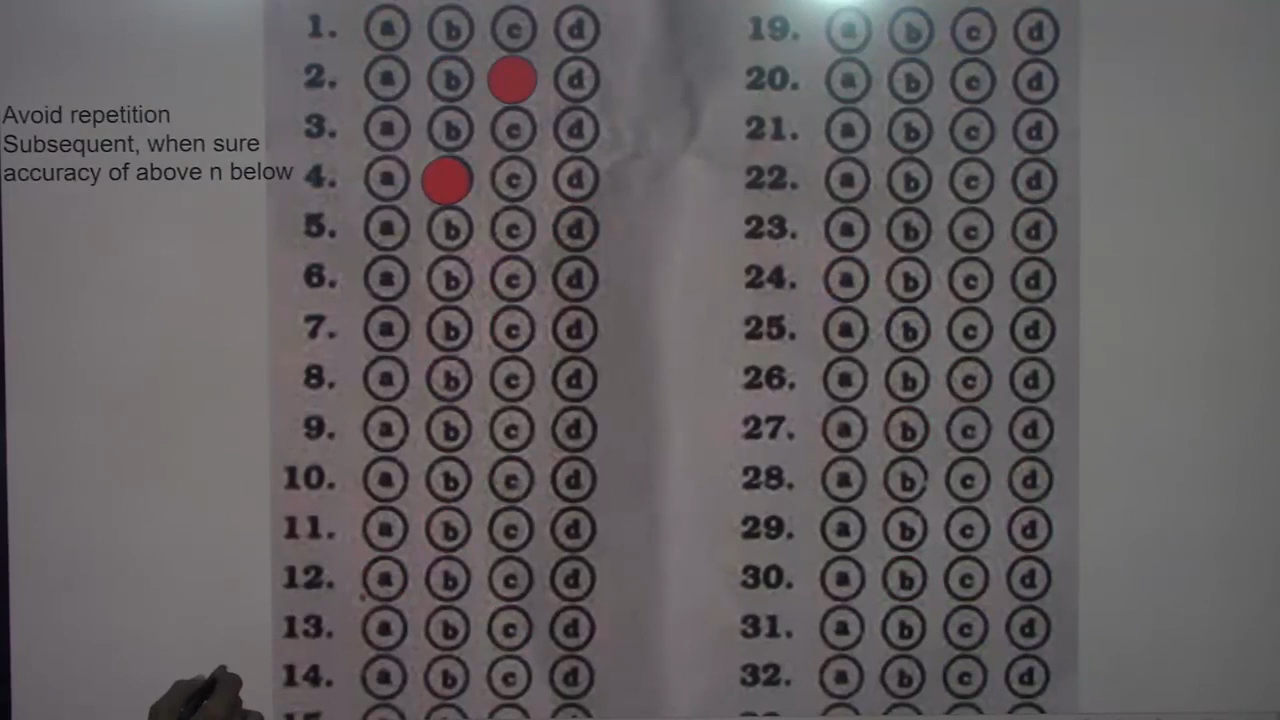 Avoid repetition
Subsequent, when sure
accuracy of above n below
1. a b c d
2. a b d
3. a b c d
4. a c d
5. a b c d
6. a b c d
7. a b c d
8. a b c d
9. a b c d
10. a b c d
11. a b c d
12. a b c d
13. a b c d
14. a b c d
19. a b c d
20. a b c d
21. a b c d
22. a b c d
23. a b c d
24. a b c d
25. a b c d
26. a b c d
27. a b c d
28. a b c d
29. a b c d
30. a b c d
31. a b c d
32. a b c d